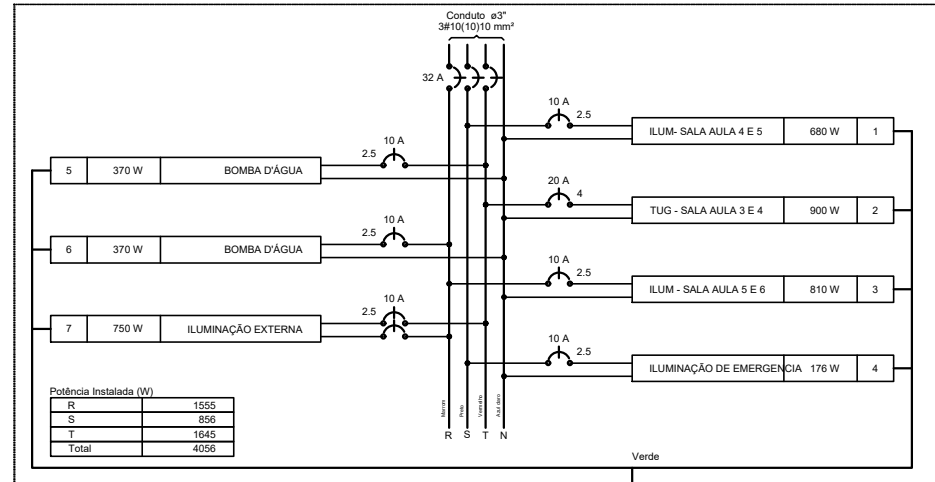 Conduto ø3"
3#10(10)10 mm²
32 A
10 A
2.5
ILUM- SALA AULA 4 E 5 680 W 1
10 A
2.5
5 370 W BOMBA D'ÁGUA
20 A
4
TUG - SALA AULA 3 E 4 900 W 2
10 A
2.5
6 370 W BOMBA D'ÁGUA
10 A
2.5
ILUM - SALA AULA 5 E 6 810 W 3
10 A
2.5
7 750 W ILUMINAÇÃO EXTERNA
10 A
2.5
ILUMINAÇÃO DE EMERGENCIA 176 W 4
Potência Instalada (W)
R 1555
S 856
T 1645
Total 4056
Marrom
Preto
Vermelho
Azul claro
R S T N
Verde